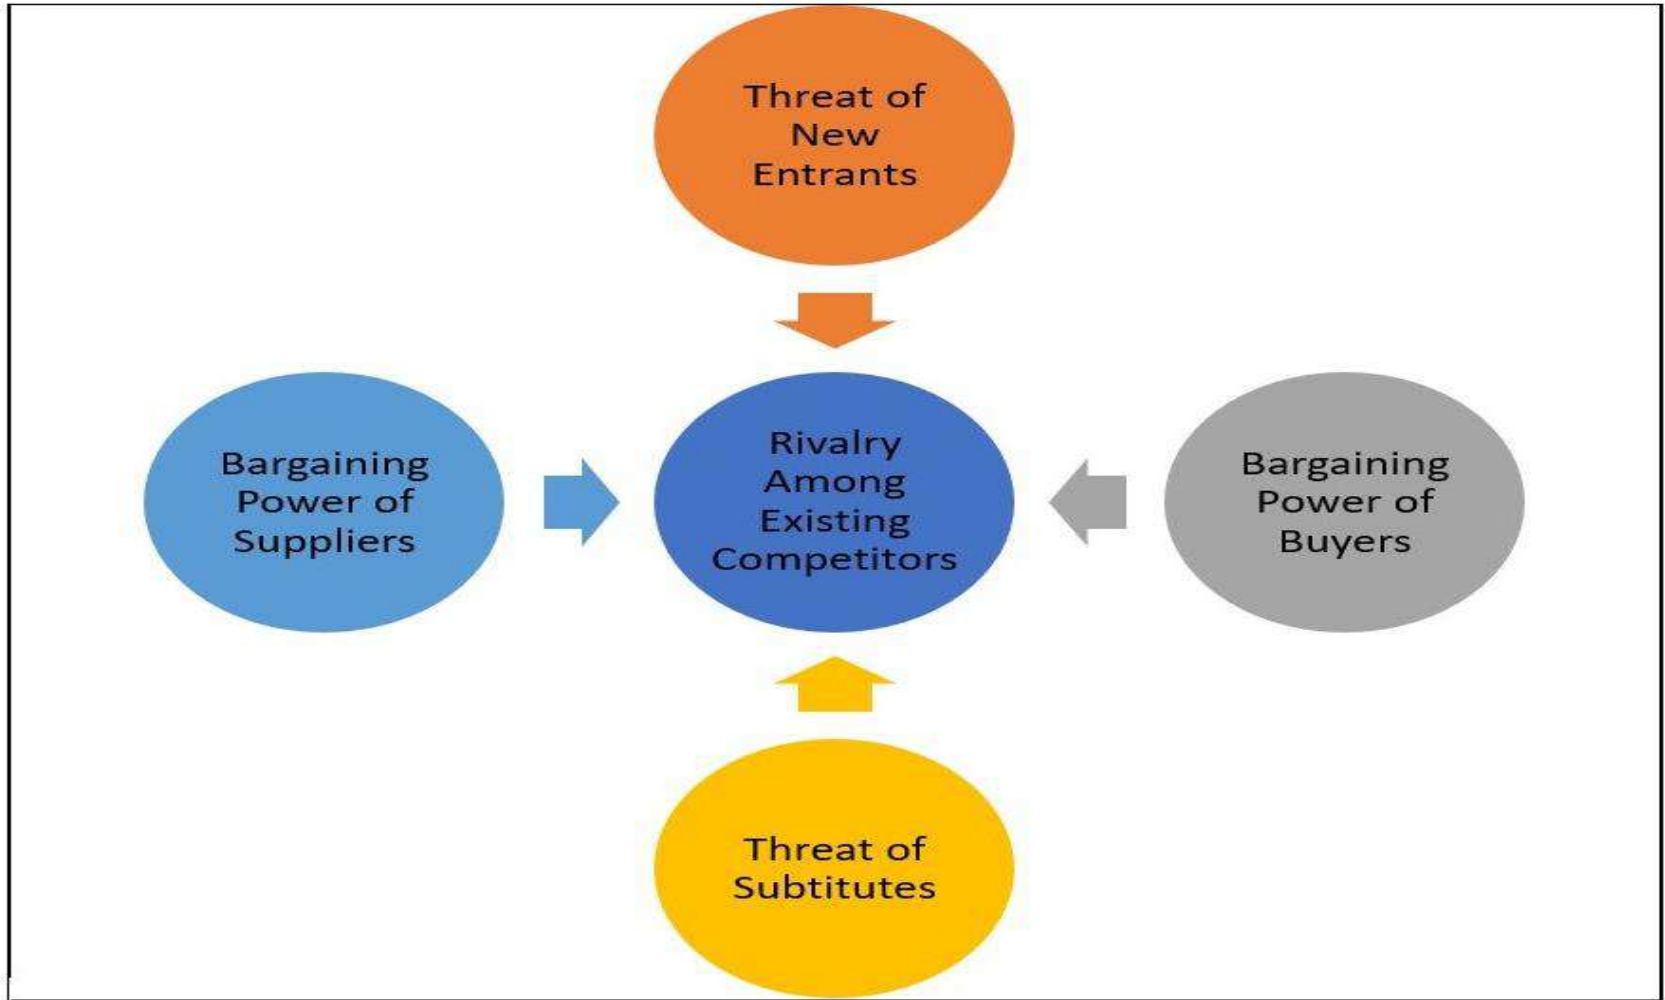 Threat of
New
Entrants
Bargaining
Power of
Suppliers
Rivalry
Among
Existing
Competitors
Bargaining
Power of
Buyers
Threat of
Subtitutes